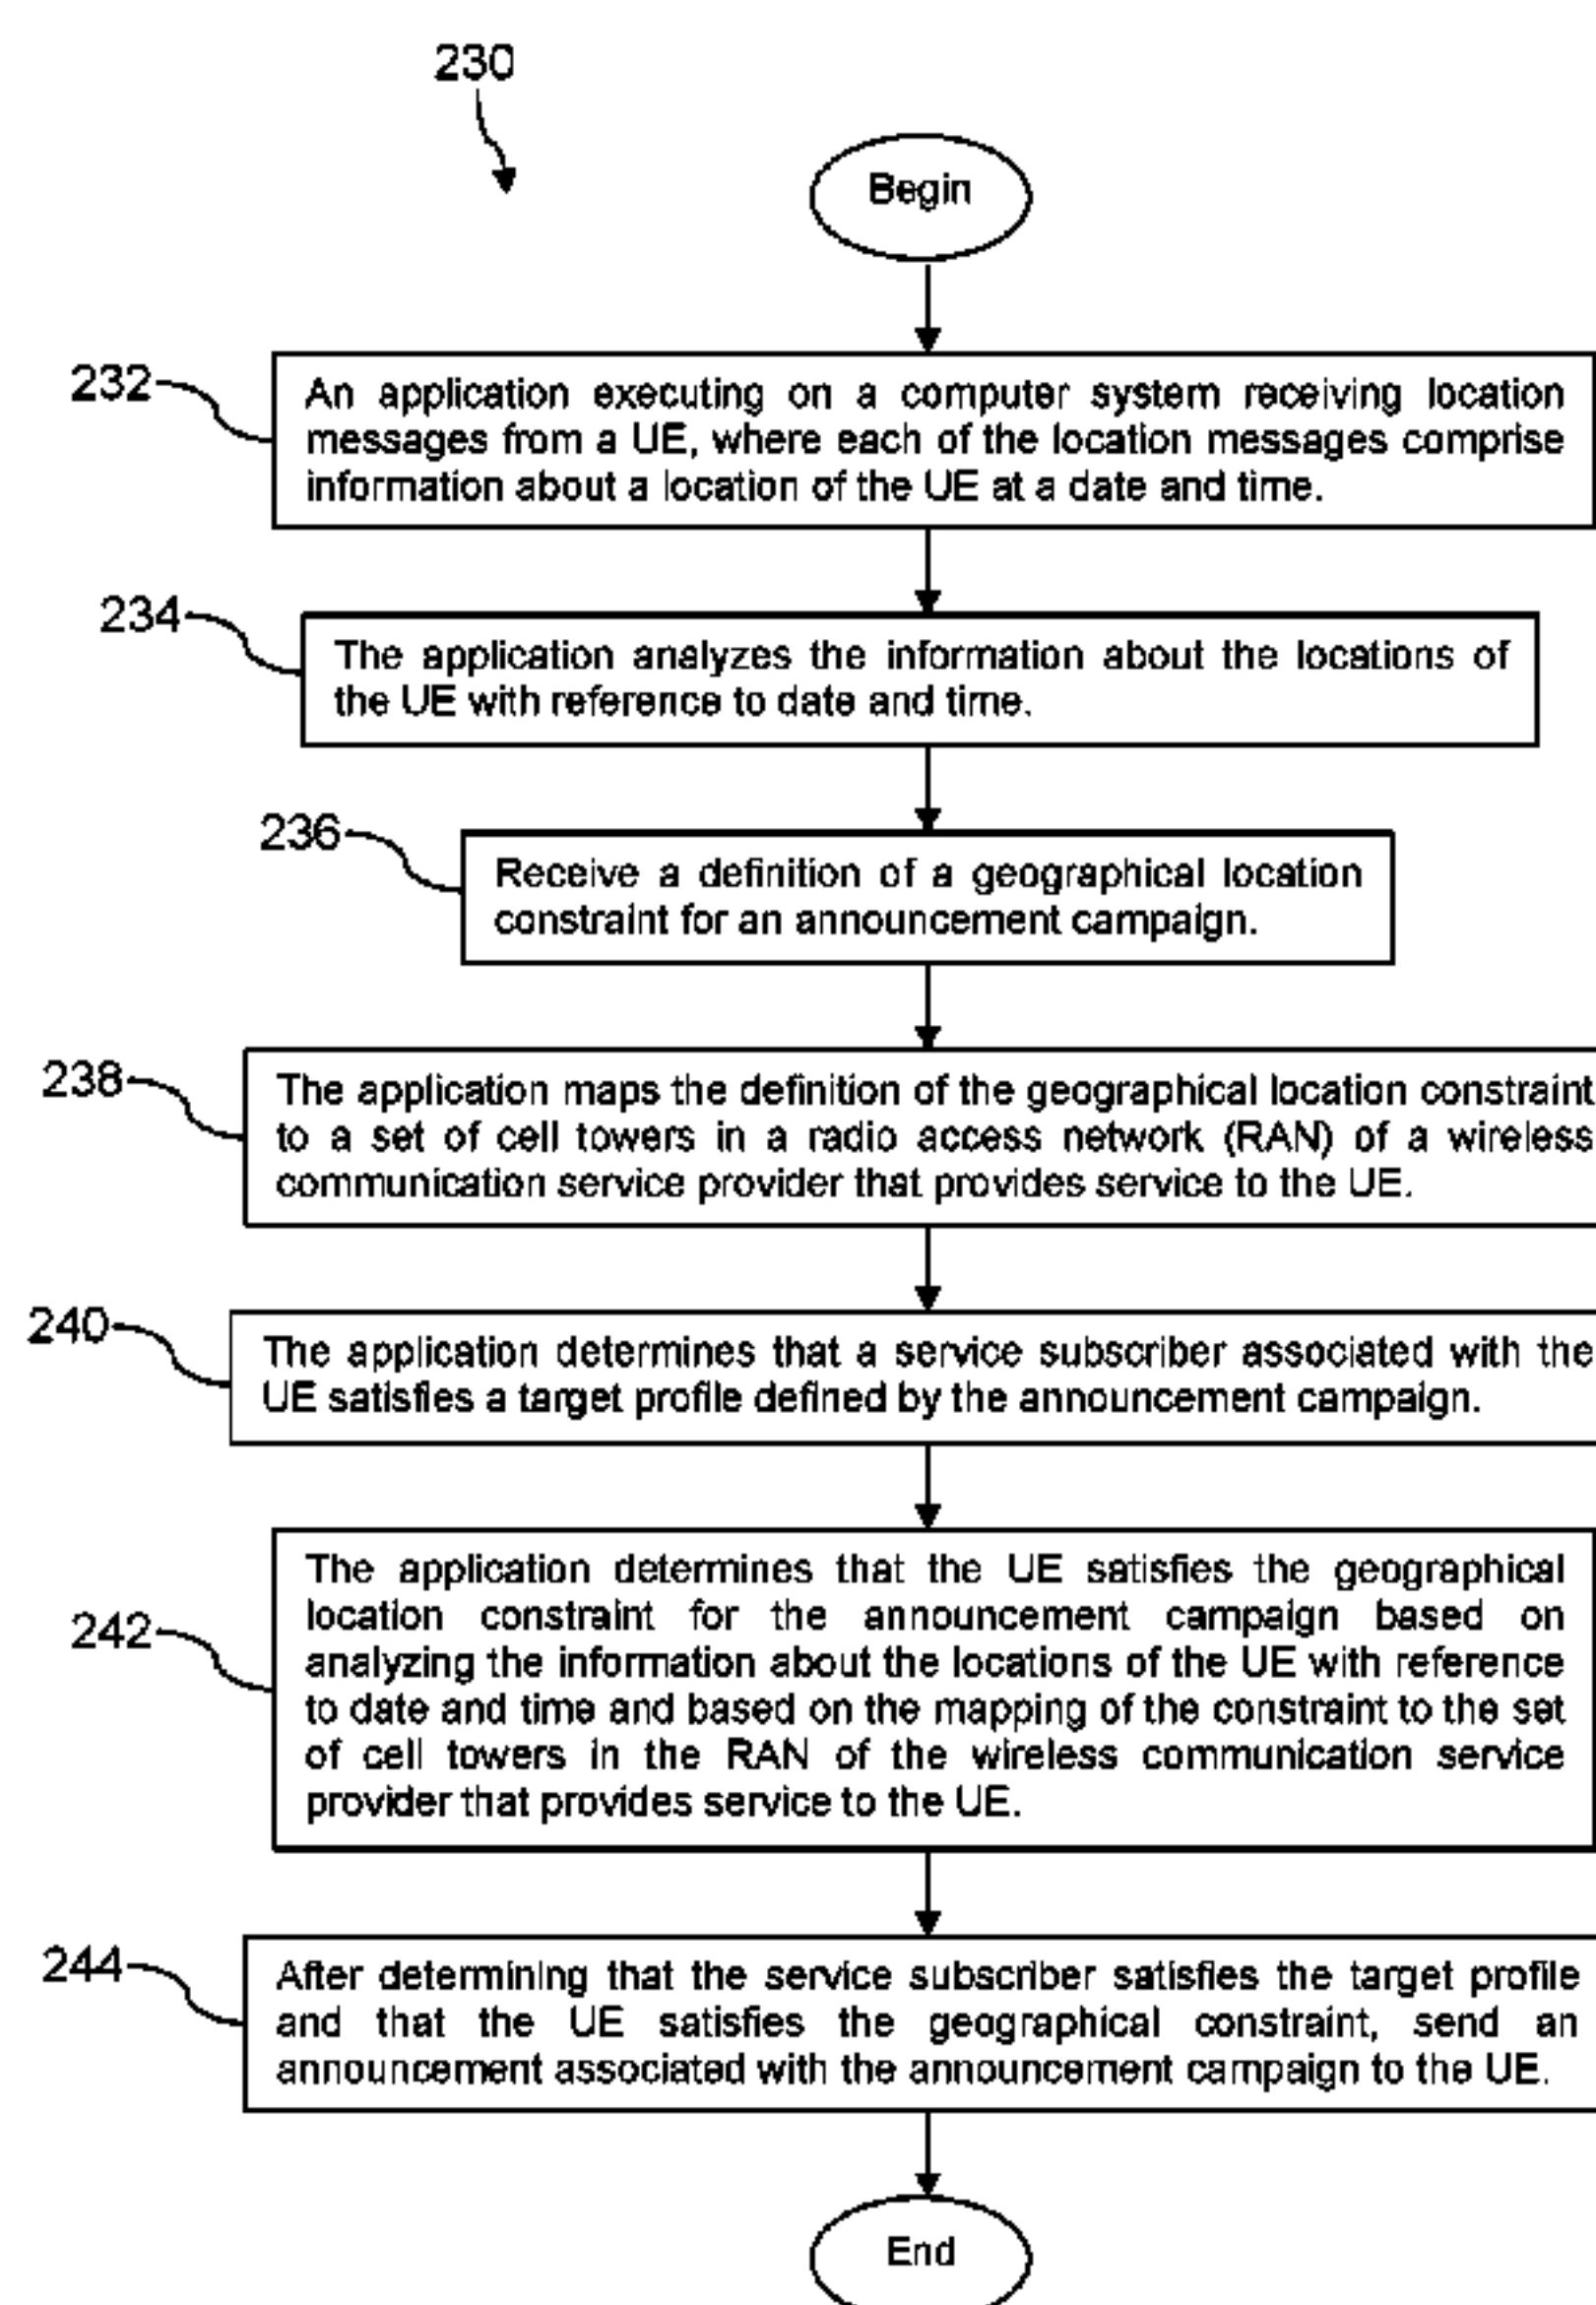 230
Begin
232
An application executing on a computer system receiving location
messages from a UE, where each of the location messages comprise
information about a location of the UE at a date and time.
234
The application analyzes the information about the locations of
the UE with reference to date and time.
236
Receive a definition of a geographical location
constraint for an announcement campaign.
238
The application maps the definition of the geographical location constraint
to a set of cell towers in a radio access network (RAN) of a wireless
communication service provider that provides service to the UE.
240
The application determines that a service subscriber associated with the
UE satisfies a target profile defined by the announcement campaign.
242
The application determines that the UE satisfies the geographical
location constraint for the announcement campaign based on
analyzing the information about the locations of the UE with reference
to date and time and based on the mapping of the constraint to the set
of cell towers in the RAN of the wireless communication service
provider that provides service to the UE.
244
After determining that the service subscriber satisfies the target profile
and that the UE satisfies the geographical constraint, send an
announcement associated with the announcement campaign to the UE.
End